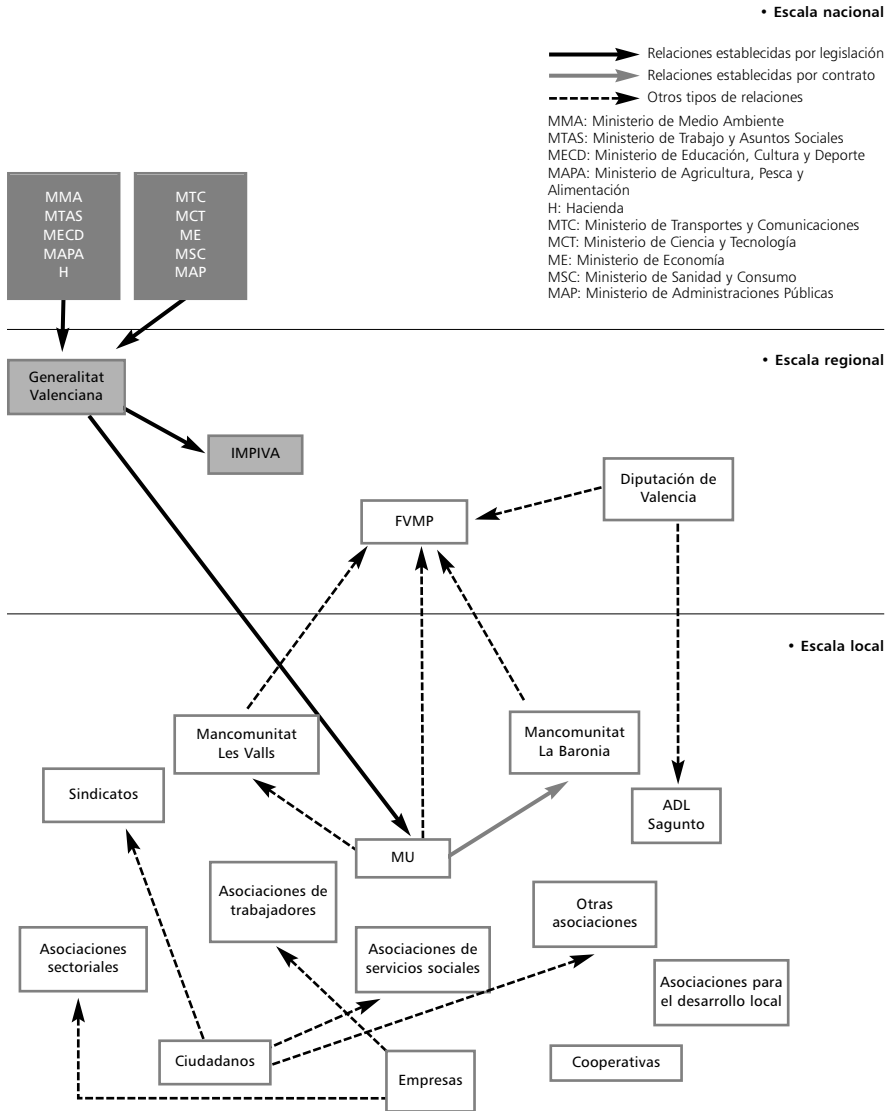 • Escala nacional
Relaciones establecidas por legislación
Relaciones establecidas por contrato
Otros tipos de relaciones
MMA: Ministerio de Medio Ambiente
MTAS: Ministerio de Trabajo y Asuntos Sociales
MECD: Ministerio de Educación, Cultura y Deporte
MAPA: Ministerio de Agricultura, Pesca y
Alimentación
H: Hacienda
MTC: Ministerio de Transportes y Comunicaciones
MCT: Ministerio de Ciencia y Tecnología
ME: Ministerio de Economía
MSC: Ministerio de Sanidad y Consumo
MAP: Ministerio de Administraciones Públicas
MMA
MTAS
MECD
MAPA
H
MTC
MCT
ME
MSC
MAP
• Escala regional
Generalitat
Valenciana
IMPIVA
Diputación de
Valencia
FVMP
• Escala local
Mancomunitat
Les Valls
Mancomunitat
La Baronia
Sindicatos
ADL
Sagunto
MU
Asociaciones de
trabajadores
Otras
asociaciones
Asociaciones
sectoriales
Asociaciones de
servicios sociales
Asociaciones para
el desarrollo local
Ciudadanos
Cooperativas
Empresas